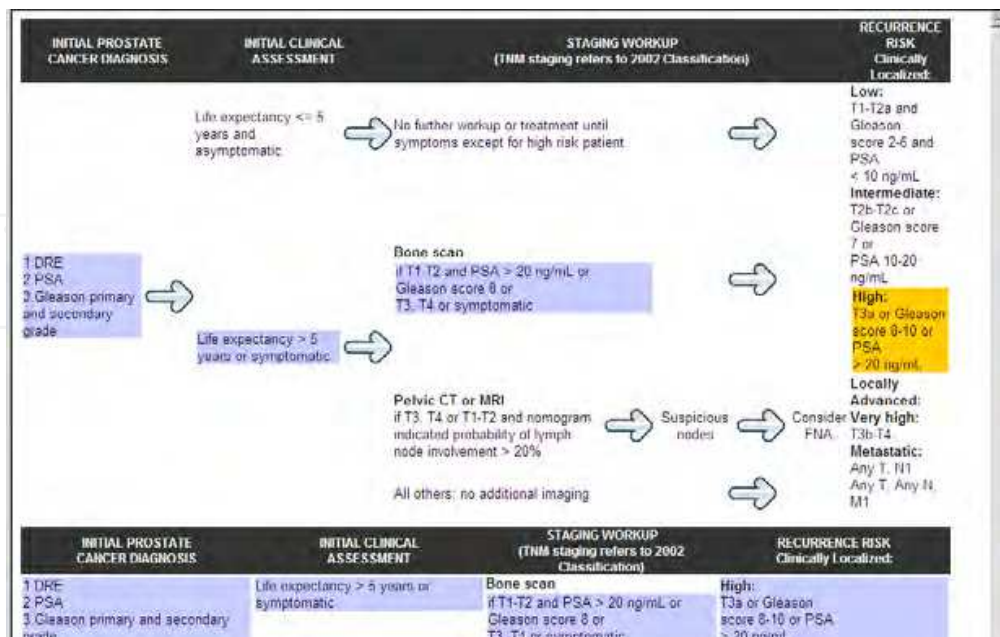 INITIAL PROSTATE
CANCER DIAGNOSIS
INITIAL CLINICAL
ASSESSMENT
STAGING WORKUP
(TNM staging refers to 2002 Classification)
RECURRENCE
RISK
Clinically
Localized:
1 DRE
2 PSA
3 Gleason primary
and secondary
grade
Life expectancy <= 5
years and
asymptomatic
No further workup or treatment until
symptoms except for high risk patient
Life expectancy > 5
years or symptomatic
Bone scan
if T1-T2 and PSA > 20 ng/mL or
Gleason score 8 or
T3, T4 or symptomatic
Pelvic CT or MRI
if T3, T4 or T1-T2 and nomogram
indicated probability of lymph
node involvement > 20%
Suspicious
nodes
Consider
FNA
All others: no additional imaging
Low:
T1-T2a and
Gleason
score 2-6 and
PSA
< 10 ng/mL
Intermediate:
T2b-T2c or
Gleason score
7 or
PSA 10-20
ng/mL
High:
T3a or Gleason
score 8-10 or
PSA
> 20 ng/mL
Locally
Advanced:
Very high:
T3b-T4
Metastatic:
Any T, N1
Any T, Any N,
M1
INITIAL PROSTATE
CANCER DIAGNOSIS
INITIAL CLINICAL
ASSESSMENT
STAGING WORKUP
(TNM staging refers to 2002
Classification)
RECURRENCE RISK
Clinically Localized:
1 DRE
2 PSA
3 Gleason primary and secondary
grade
Life expectancy > 5 years or
symptomatic
Bone scan
if T1-T2 and PSA > 20 ng/mL or
Gleason score 8 or
T3, T4 or symptomatic
High:
T3a or Gleason
score 8-10 or PSA
> 20 ng/ml